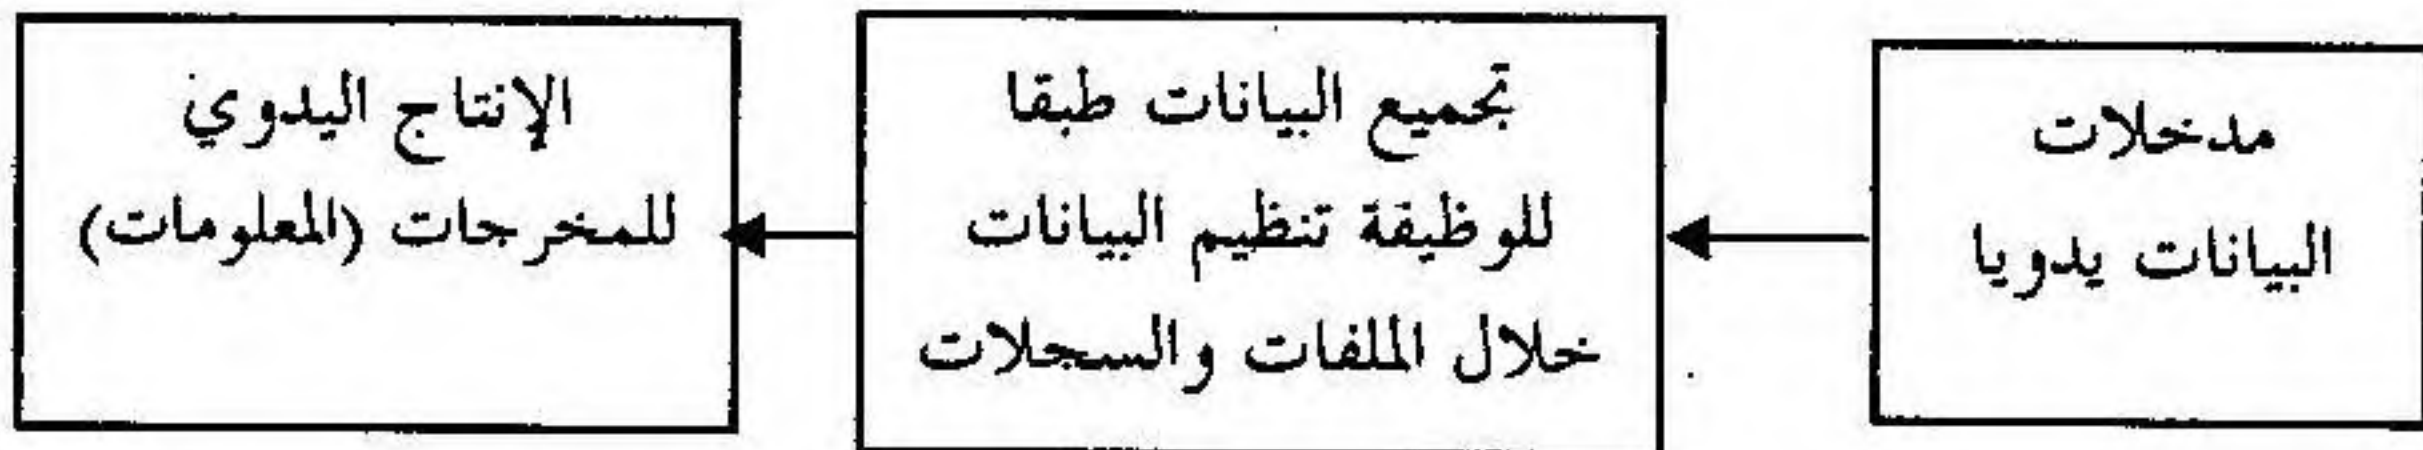 مدخلات
البيانات يدويا
تجميع البيانات طبقا
للوظيفة تنظيم البيانات
خلال الملفات والسجلات
الإنتاج اليدوي
للمخرجات (المعلومات)